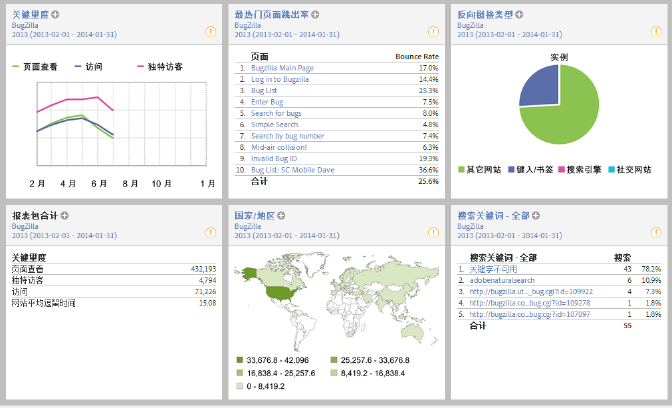 关键里度
BugZilla
2013 (2013-02-01 - 2014-01-31)
页面查看 访问 独特访客
2 月 4 月 6 月 8 月 10 月 1 月
最热门页面跳出率
BugZilla
2013 (2013-02-01 - 2014-01-31)
页面 Bounce Rate
1. Bugzilla Main Page 17.0%
2. Log in to Bugzilla 14.4%
3. Bug List 25.3%
4. Enter Bug 7.5%
5. Search for bugs 8.0%
6. Simple Search 4.8%
7. Search by bug number 7.4%
8. Mid-air collision! 6.3%
9. Invalid Bug ID 19.3%
10. Bug List: SC Mobile Dave 36.6%
合计 25.6%
反向链接类型
BugZilla
2013 (2013-02-01 - 2014-01-31)
实例
其它网站 键入/书签 搜索引擎 社交网站
报表包合计
BugZilla
2013 (2013-02-01 - 2014-01-31)
关键里度
页面查看 432,193
独特访客 4,794
访问 71,226
网站平均逗留时间 15.08
国家/地区
BugZilla
2013 (2013-02-01 - 2014-01-31)
33,676.8 - 42,096 25,257.6 - 33,676.8
16,838.4 - 25,257.6 8,419.2 - 16,838.4
0 - 8,419.2
搜索关键词 - 全部
BugZilla
2013 (2013-02-01 - 2014-01-31)
搜索关键词 - 全部 搜索
1. 关键字不可用 43 78.2%
2. adobenaturalsearch 6 10.9%
3. http://bugzilla.ut..._bug.cgi?id=109922 4 7.3%
4. http://bugzilla.co...bug.cgi?id=109278 1 1.8%
5. http://bugzilla.co...bug.cgi?id=107097 1 1.8%
合计 55